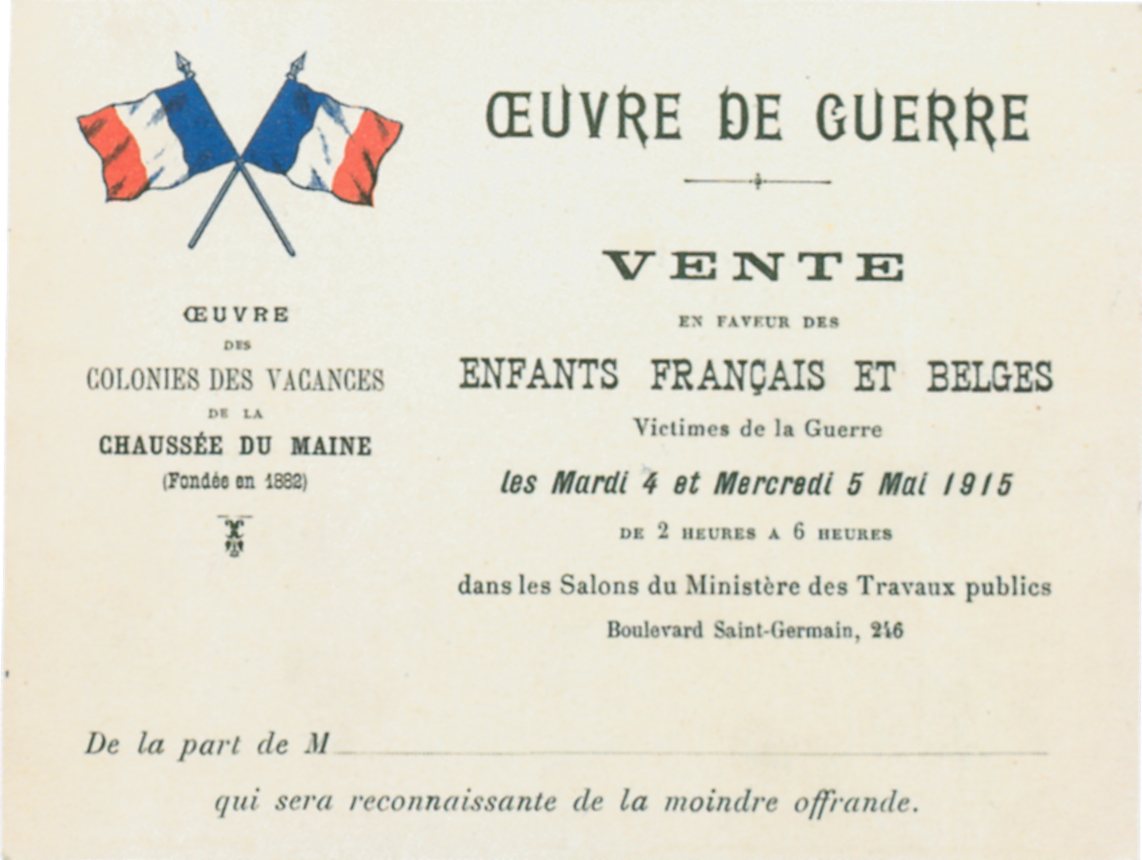 ŒUVRE
DES
COLONIES DES VACANCES
DE LA
CHAUSSÉE DU MAINE
(Fondée en 1882)
ŒUVRE DE GUERRE
VENTE
EN FAVEUR DES
ENFANTS FRANÇAIS ET BELGES
Victimes de la Guerre
les Mardi 4 et Mercredi 5 Mai 1915
DE 2 HEURES A 6 HEURES
dans les Salons du Ministère des Travaux publics
Boulevard Saint-Germain, 246
De la part de M
qui sera reconnaissante de la moindre offrande.